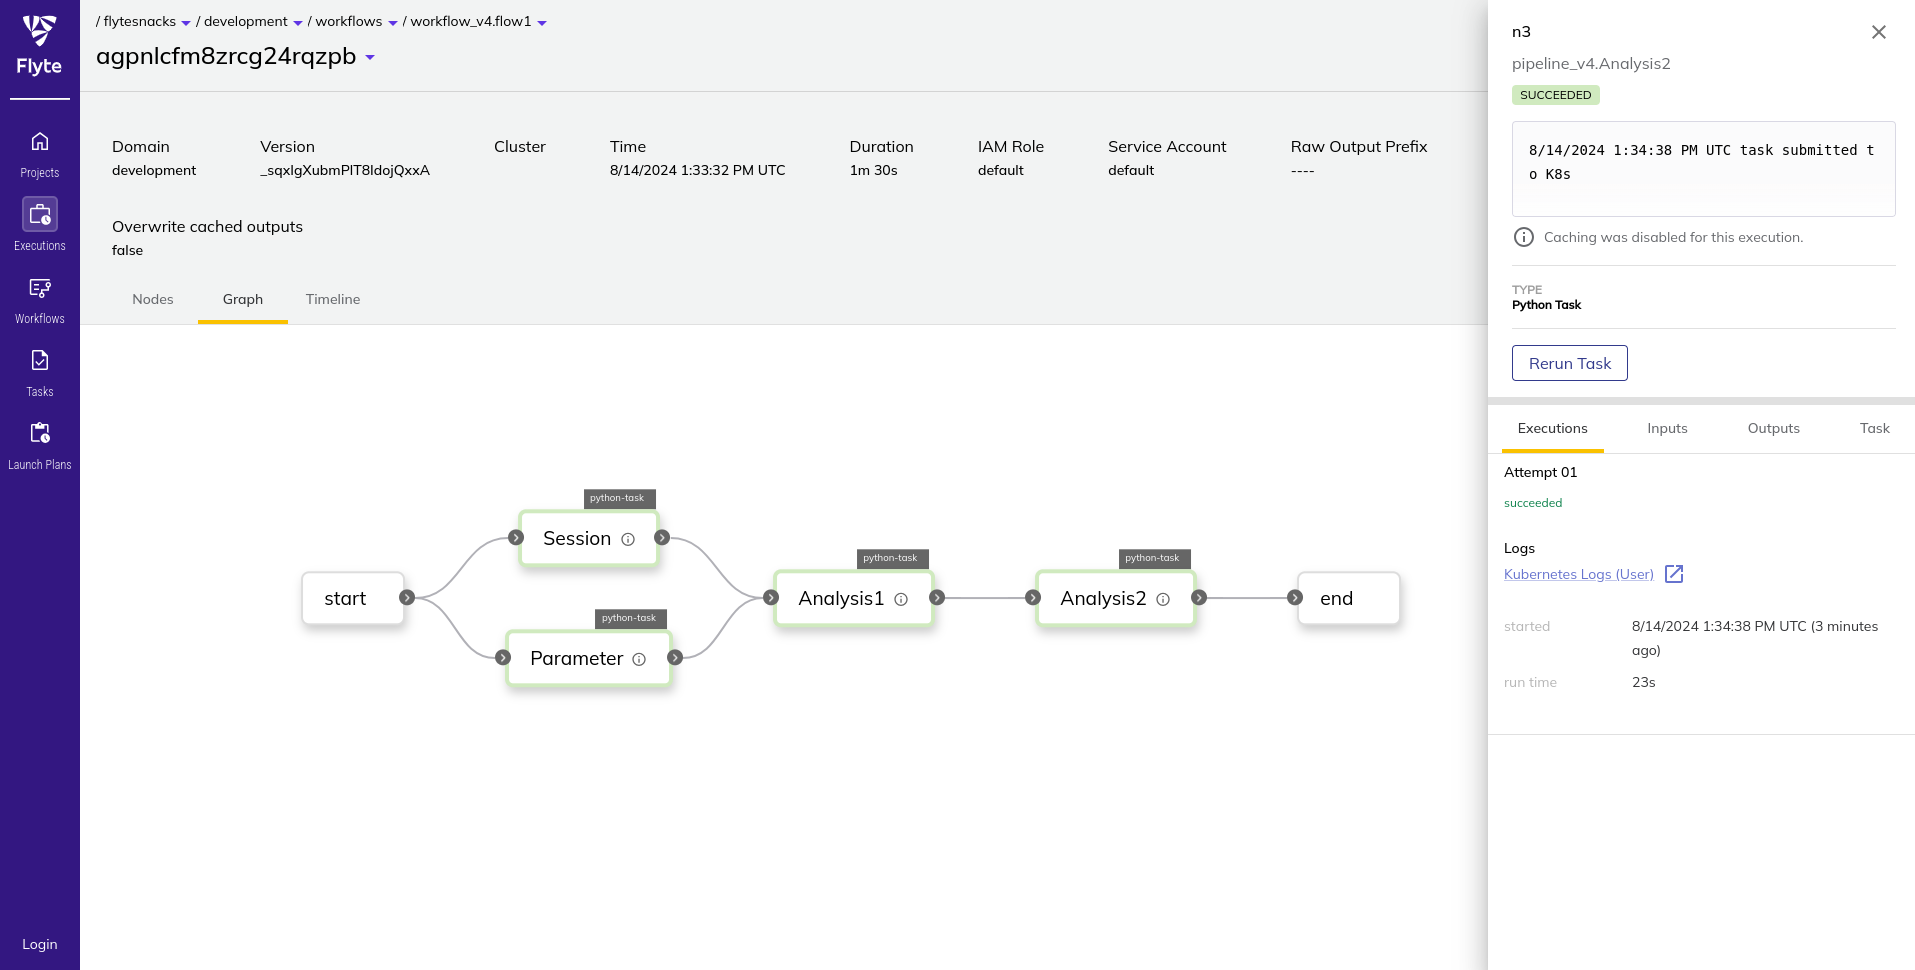 Flyte
Projects
Executions
Workflows
Tasks
Launch Plans
Login
/ flytesnacks / development / workflows / workflow_v4.flow1
agpnlcfm8zrcg24rqzpb
Domain
development
Version
_sqxlgXubmPlT8ldojQxxA
Cluster
Time
8/14/2024 1:33:32 PM UTC
Duration
1m 30s
IAM Role
default
Service Account
default
Raw Output Prefix
----
Overwrite cached outputs
false
Nodes Graph Timeline
start
python-task
Session
python-task
Parameter
python-task
Analysis1
python-task
Analysis2
end
n3
pipeline_v4.Analysis2
SUCCEEDED
8/14/2024 1:34:38 PM UTC task submitted t
o K8s
Caching was disabled for this execution.
TYPE
Python Task
Rerun Task
Executions Inputs Outputs Task
Attempt 01
succeeded
Logs
Kubernetes Logs (User)
started 8/14/2024 1:34:38 PM UTC (3 minutes
ago)
run time 23s